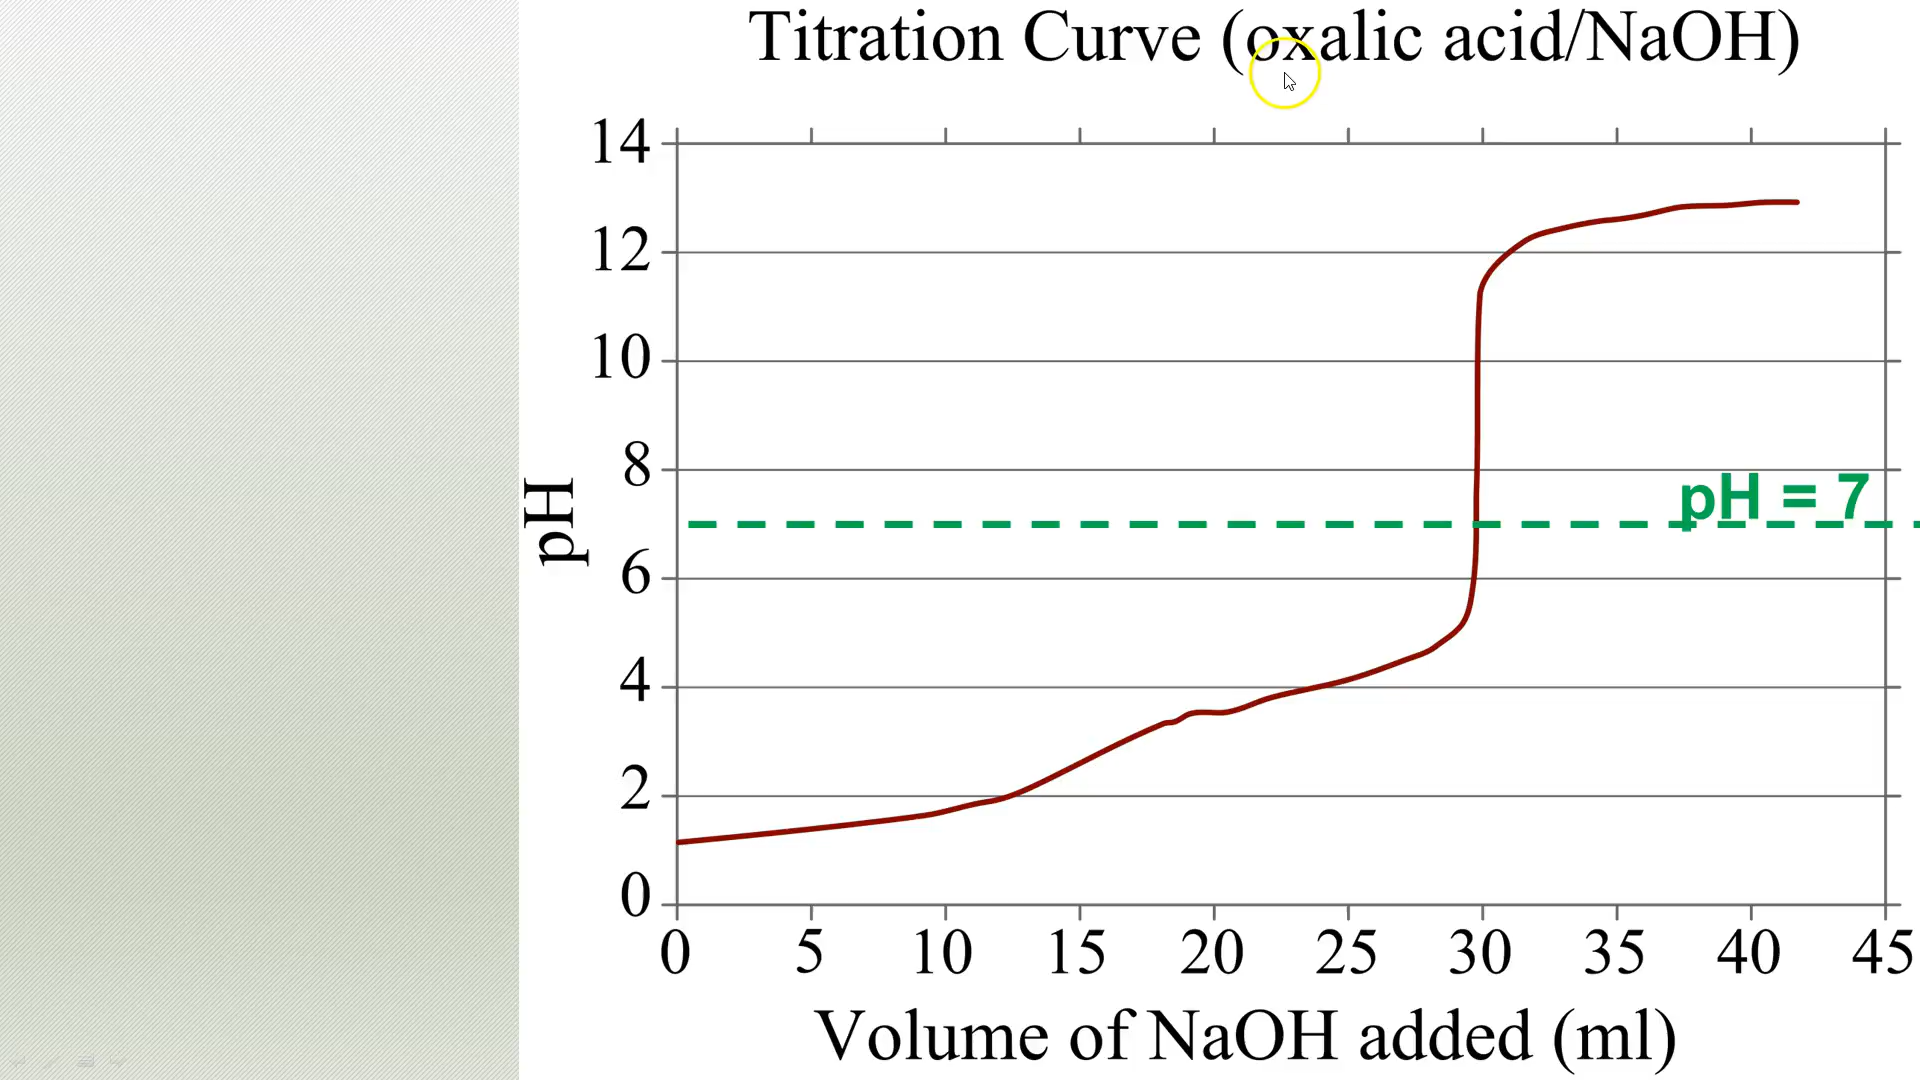 Titration Curve (oxalic acid/NaOH)
14
12
10
8
6
4
2
0
pH
pH = 7
0 5 10 15 20 25 30 35 40 45
Volume of NaOH added (ml)